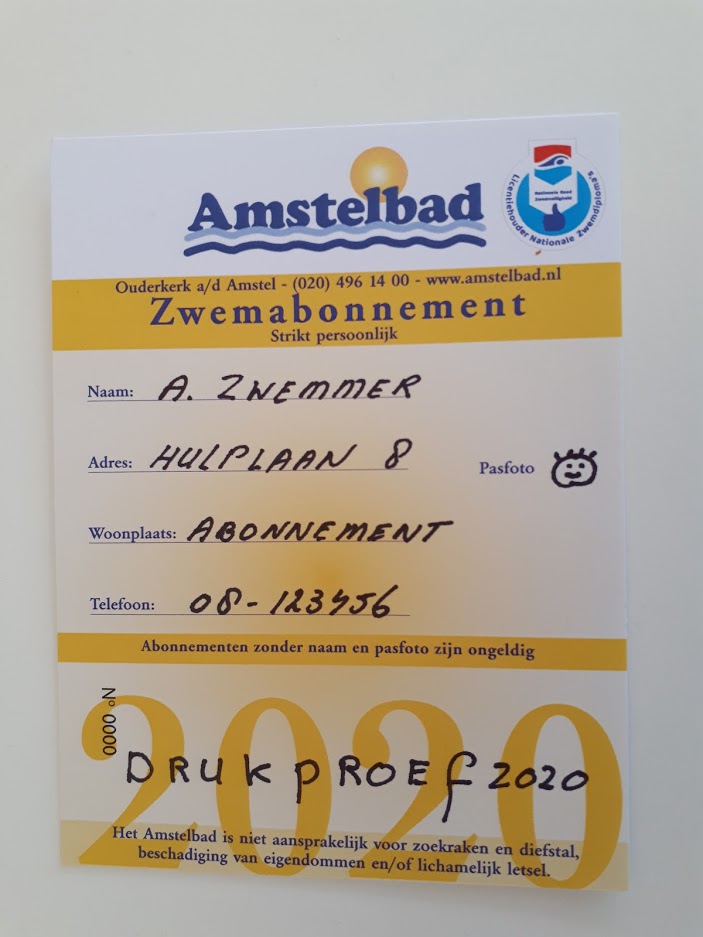 Amstelbad
Nationale Raad
Zwemveiligheid
Licentiehouder Nationale Zwemdiploma's
Ouderkerk a/d Amstel - (020) 496 14 00 - www.amstelbad.nl
Zwemabonnement
Strikt persoonlijk
Naam: A. ZWEMMER
Adres: HULPLAAN 8
Pasfoto
Woonplaats: ABONNEMENT
Telefoon: 08-123456
Abonnementen zonder naam en pasfoto zijn ongeldig
No 0000
2020
DRUKPROEF 2020
Het Amstelbad is niet aansprakelijk voor zoekraken en diefstal,
beschadiging van eigendommen en/of lichamelijk letsel.